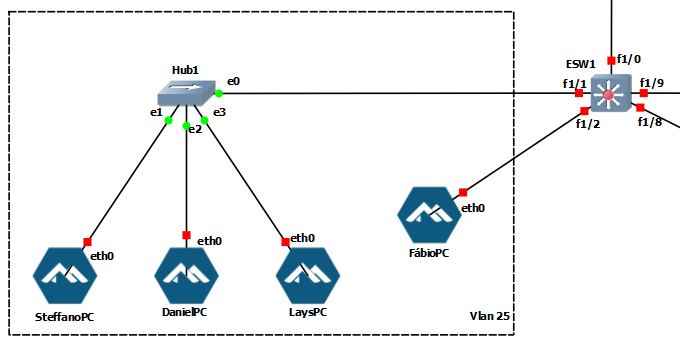 ESW1
f1/0
Hub1
e0
f1/1
f1/9
e1
e2
e3
f1/2
f1/8
eth0
FábioPC
eth0
eth0
eth0
SteffanoPC
DanielPC
LaysPC
Vlan 25